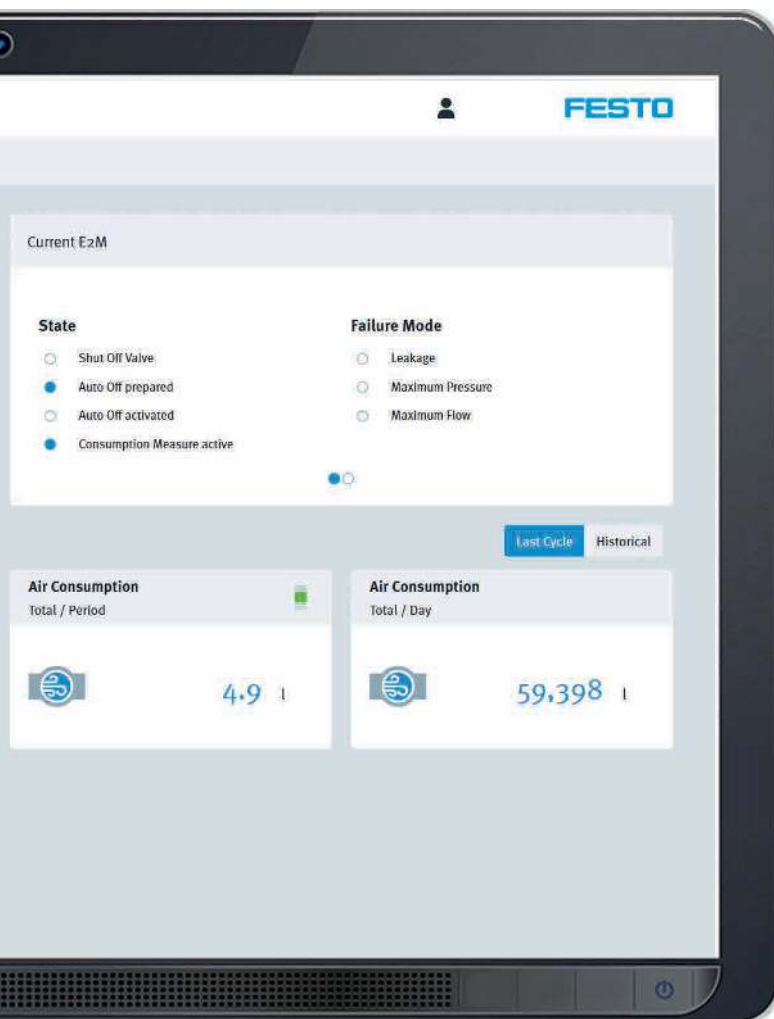 FESTO
Current E2M
State
Shut Off Valve
Auto Off prepared
Auto Off activated
Consumption Measure active
Failure Mode
Leakage
Maximum Pressure
Maximum Flow
Last Cycle
Historical
Air Consumption
Total / Period
4.9 l
Air Consumption
Total / Day
59,398 l